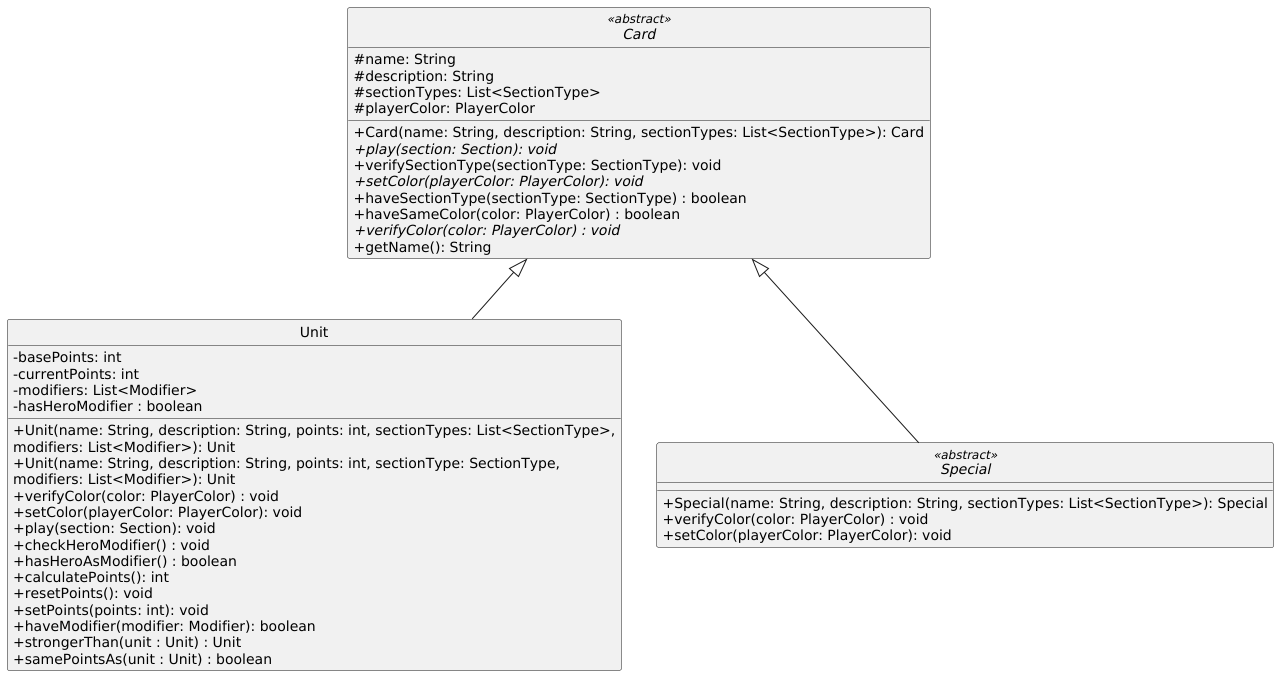 «abstract»
Card
#name: String
#description: String
#sectionTypes: List<SectionType>
#playerColor: PlayerColor
+Card(name: String, description: String, sectionTypes: List<SectionType>): Card
+play(section: Section): void
+verifySectionType(sectionType: SectionType): void
+setColor(playerColor: PlayerColor): void
+haveSectionType(sectionType: SectionType) : boolean
+haveSameColor(color: PlayerColor) : boolean
+verifyColor(color: PlayerColor) : void
+getName(): String
Unit
-basePoints: int
-currentPoints: int
-modifiers: List<Modifier>
-hasHeroModifier : boolean
+Unit(name: String, description: String, points: int, sectionTypes: List<SectionType>,
modifiers: List<Modifier>): Unit
+Unit(name: String, description: String, points: int, sectionType: SectionType,
modifiers: List<Modifier>): Unit
+verifyColor(color: PlayerColor) : void
+setColor(playerColor: PlayerColor): void
+play(section: Section): void
+checkHeroModifier() : void
+hasHeroAsModifier() : boolean
+calculatePoints(): int
+resetPoints(): void
+setPoints(points: int): void
+haveModifier(modifier: Modifier): boolean
+strongerThan(unit : Unit) : Unit
+samePointsAs(unit : Unit) : boolean
«abstract»
Special
+Special(name: String, description: String, sectionTypes: List<SectionType>): Special
+verifyColor(color: PlayerColor) : void
+setColor(playerColor: PlayerColor): void